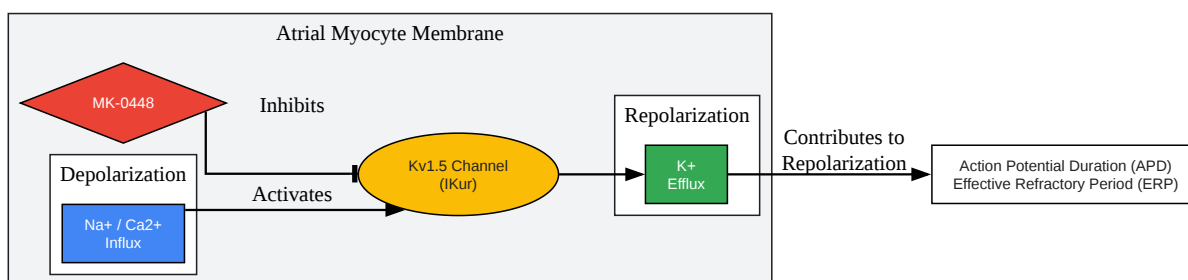 Atrial Myocyte Membrane
MK-0448
Inhibits
Depolarization
Na+ / Ca2+
Influx
Activates
Kv1.5 Channel
(IKur)
Repolarization
K+
Efflux
Contributes to
Repolarization
Action Potential Duration (APD)
Effective Refractory Period (ERP)